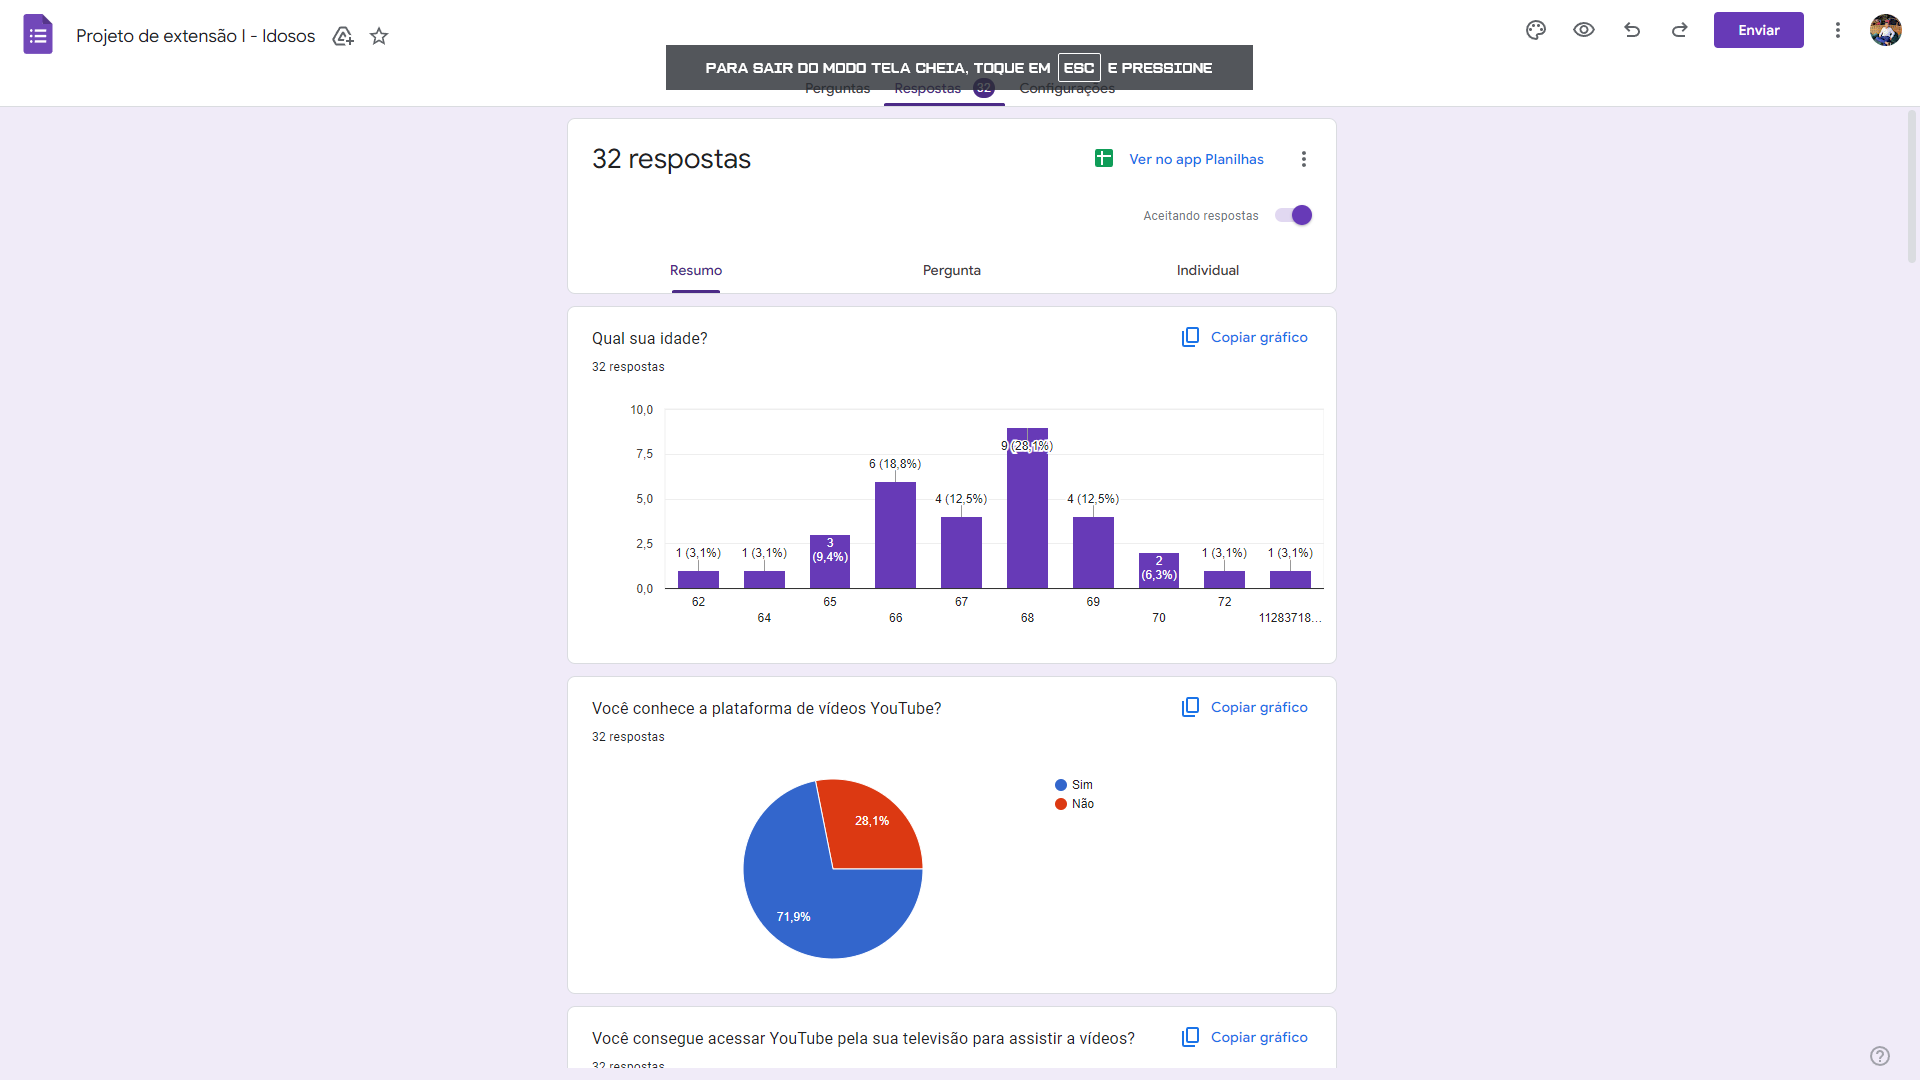 Projeto de extensão I - Idosos
Enviar
PARA SAIR DO MODO TELA CHEIA, TOQUE EM ESC E PRESSIONE
Perguntas Respostas 32 Configurações
32 respostas
Ver no app Planilhas
Aceitando respostas
Resumo Pergunta Individual
Qual sua idade?
Copiar gráfico
32 respostas
10,0
7,5
5,0
2,5
0,0
1 (3,1%)
1 (3,1%)
3
(9,4%)
6 (18,8%)
4 (12,5%)
9 (28,1%)
4 (12,5%)
2
(6,3%)
1 (3,1%)
1 (3,1%)
62
64
65
66
67
68
69
70
72
11283718...
Você conhece a plataforma de vídeos YouTube?
Copiar gráfico
32 respostas
Sim
Não
28,1%
71,9%
Você consegue acessar YouTube pela sua televisão para assistir a vídeos?
Copiar gráfico
32 respostas